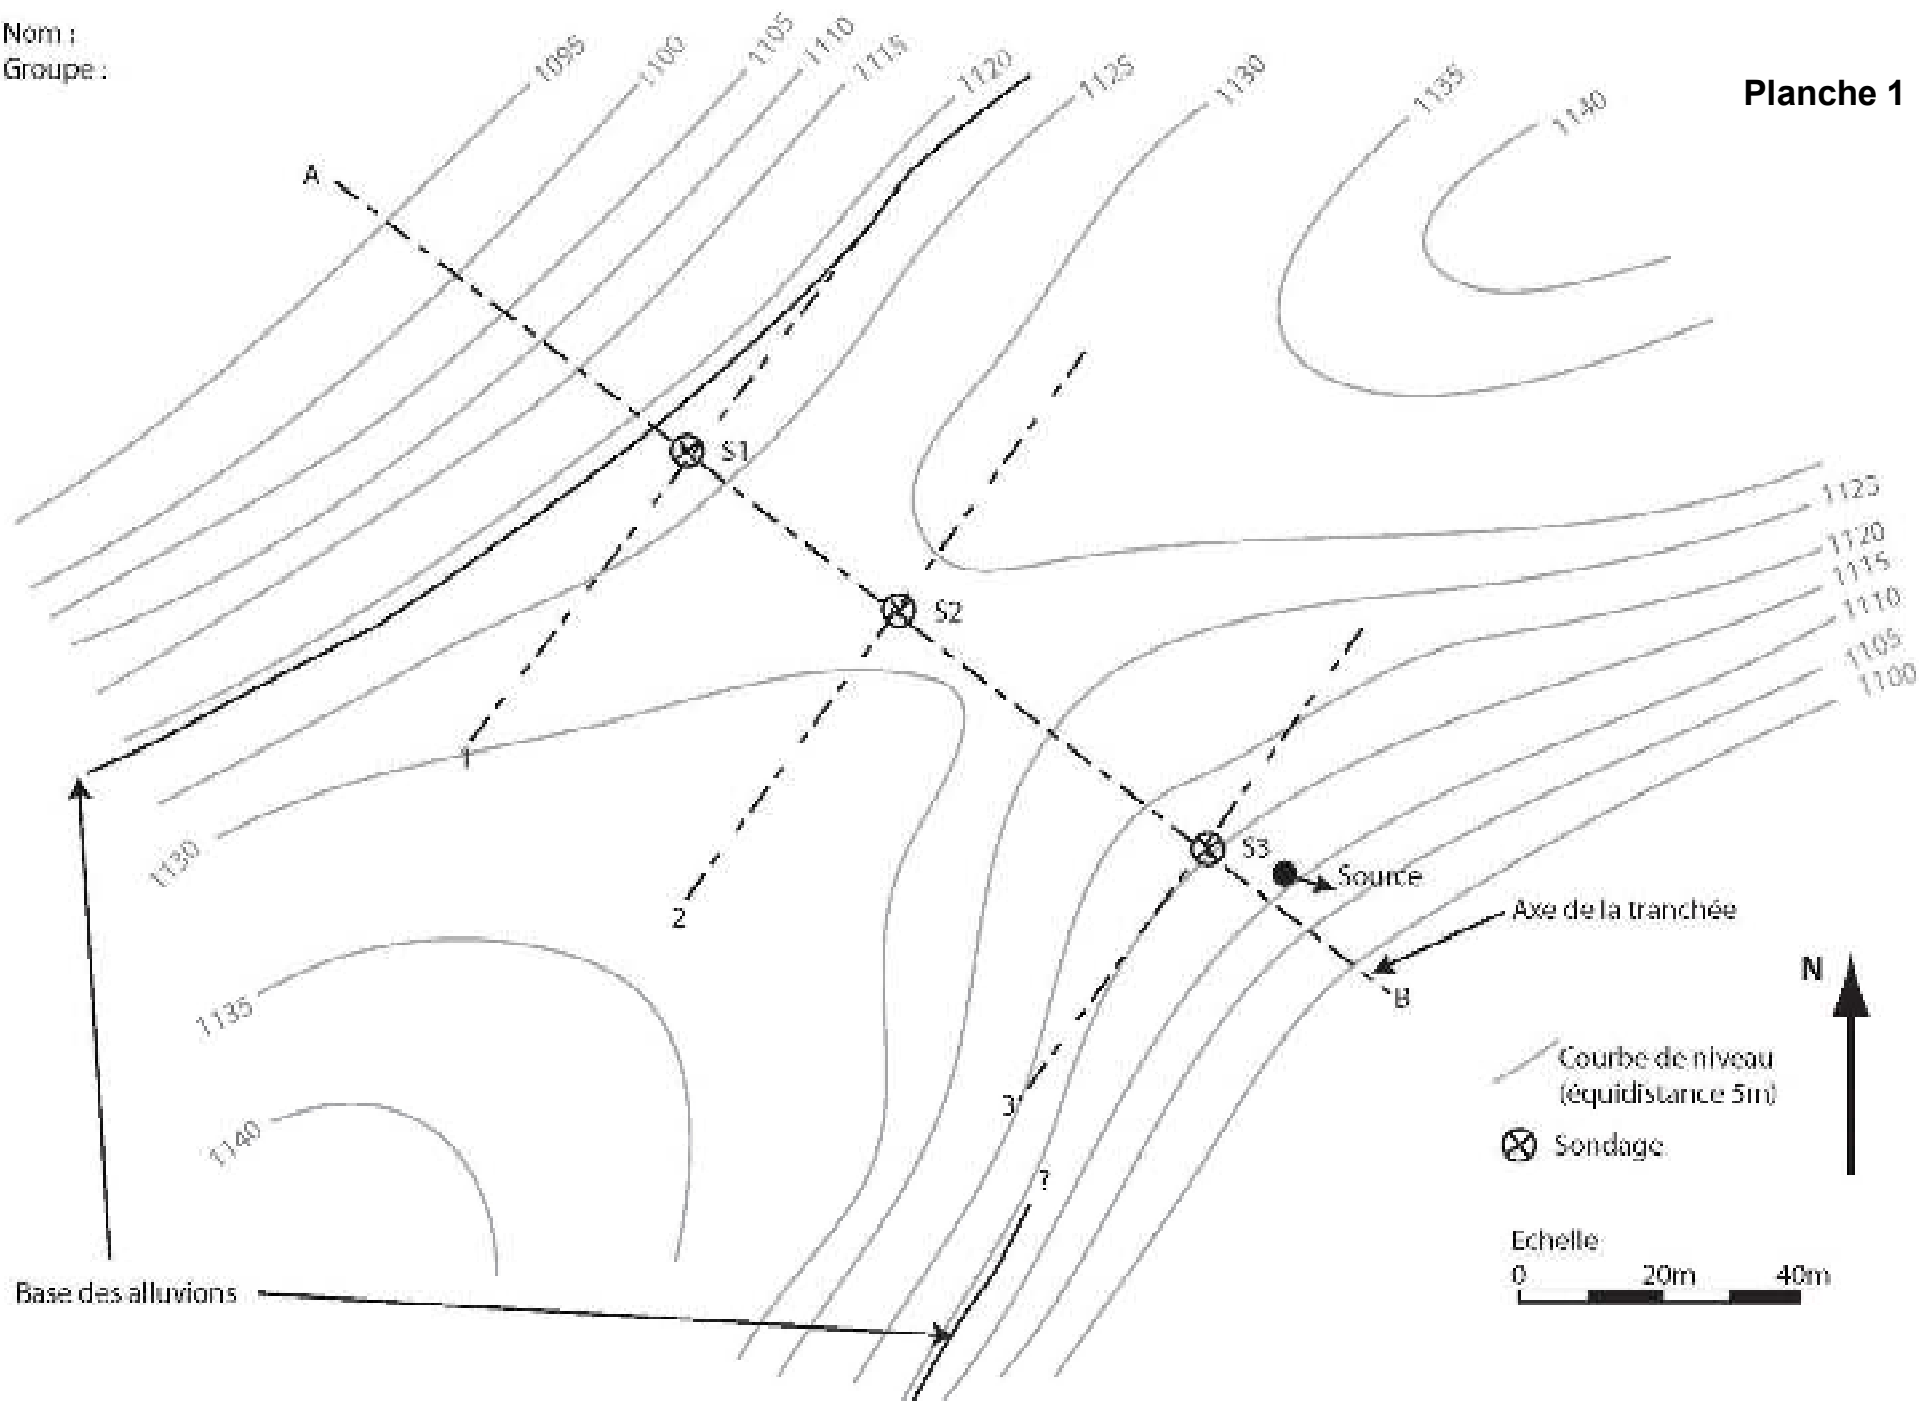 Nom :
Groupe :
Planche 1
1095
1100
1105
1110
1115
1120
1125
1130
1135
1140
A
S1
S2
S3
Source
Axe de la tranchée
B
1125
1120
1115
1110
1105
1100
1
2
3
?
1130
1135
1140
Base des alluvions
N
Courbe de niveau
(équidistance 5m)
Sondage
Echelle
0 20m 40m